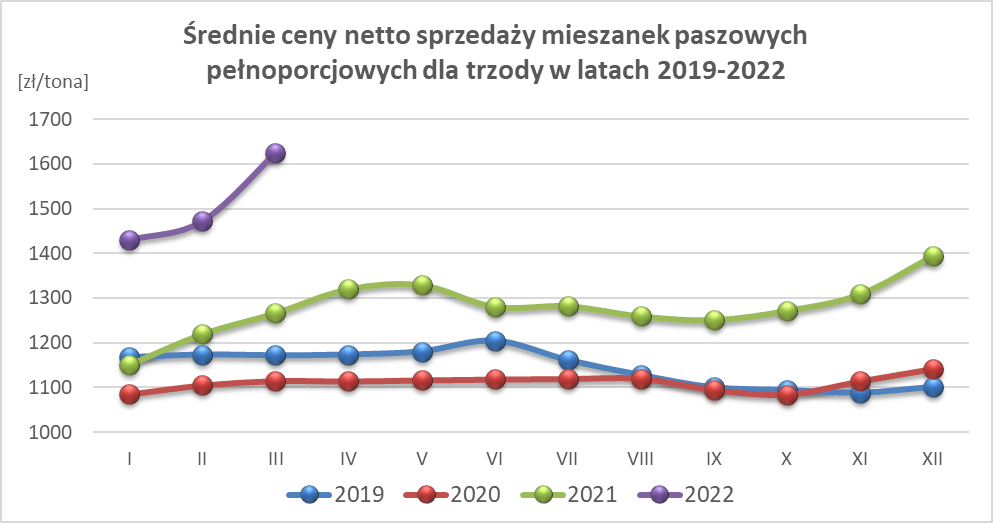 Średnie ceny netto sprzedaży mieszanek paszowych
pełnoporcjowych dla trzody w latach 2019-2022
[zł/tona]
1700
1600
1500
1400
1300
1200
1100
1000
I II III IV V VI VII VIII IX X XI XII
2019 2020 2021 2022